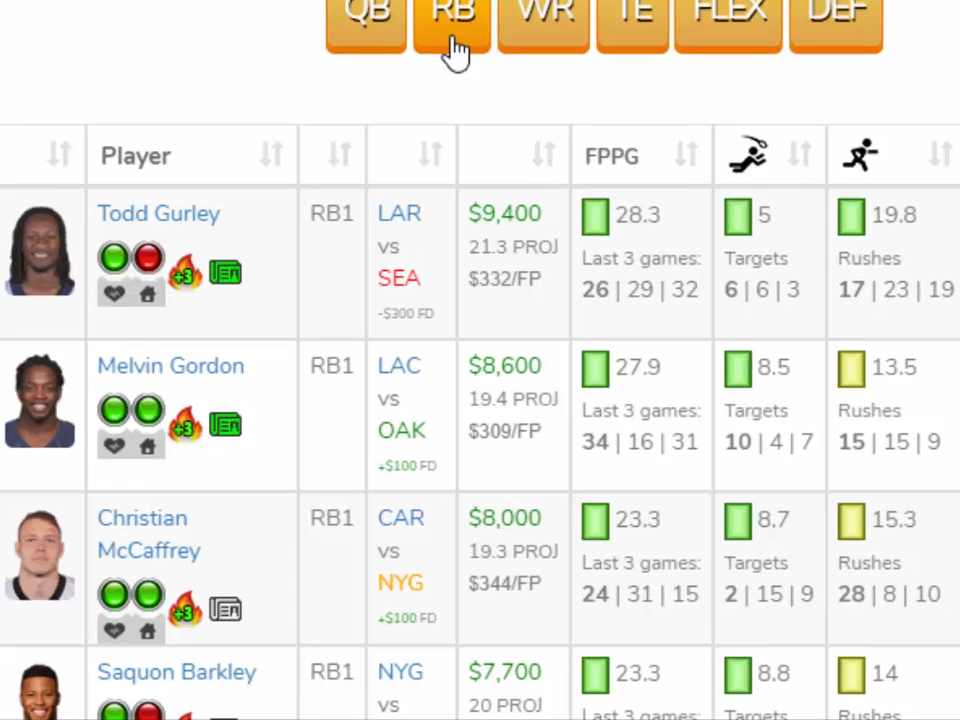 QB RB WR TE FLEX DEF
Player FPPG
Todd Gurley RB1 LAR $9,400 28.3 5 19.8
vs 21.3 PROJ Last 3 games: Targets Rushes
SEA $332/FP 26 | 29 | 32 6 | 6 | 3 17 | 23 | 19
+3
-$300 FD
Melvin Gordon RB1 LAC $8,600 27.9 8.5 13.5
vs 19.4 PROJ Last 3 games: Targets Rushes
OAK $309/FP 34 | 16 | 31 10 | 4 | 7 15 | 15 | 9
+3
+$100 FD
Christian RB1 CAR $8,000 23.3 8.7 15.3
McCaffrey vs 19.3 PROJ Last 3 games: Targets Rushes
NYG $344/FP 24 | 31 | 15 2 | 15 | 9 28 | 8 | 10
+3
+$100 FD
Saquon Barkley RB1 NYG $7,700 23.3 8.8 14
vs 20 PROJ Last 3 games: Targets Rushes